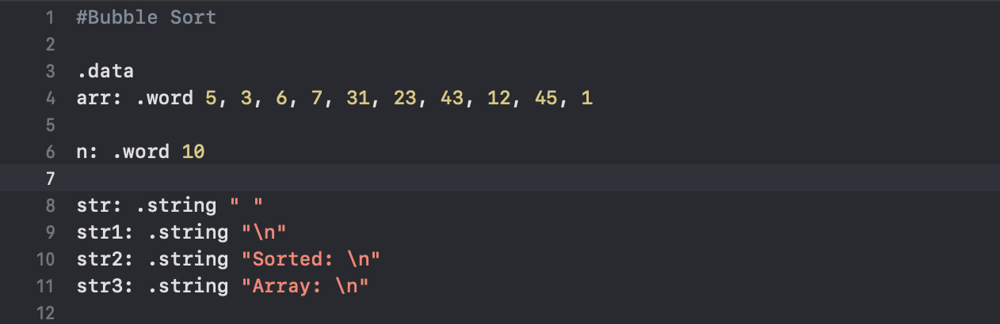 1 #Bubble Sort
2
3 .data
4 arr: .word 5, 3, 6, 7, 31, 23, 43, 12, 45, 1
5
6 n: .word 10
7
8 str: .string " "
9 str1: .string "\n"
10 str2: .string "Sorted: \n"
11 str3: .string "Array: \n"
12